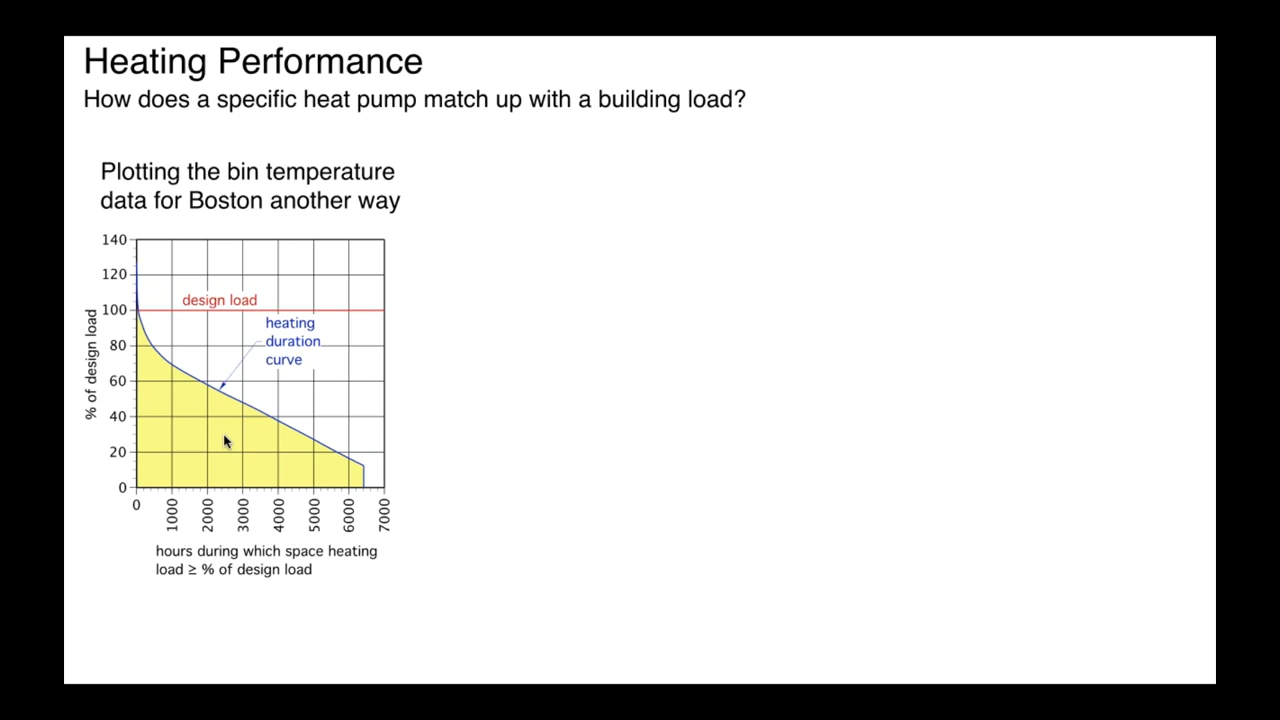 Heating Performance
How does a specific heat pump match up with a building load?
Plotting the bin temperature
data for Boston another way
140
120
100
80
60
40
20
0
% of design load
design load
heating
duration
curve
0
1000
2000
3000
4000
5000
6000
7000
hours during which space heating
load ≥ % of design load